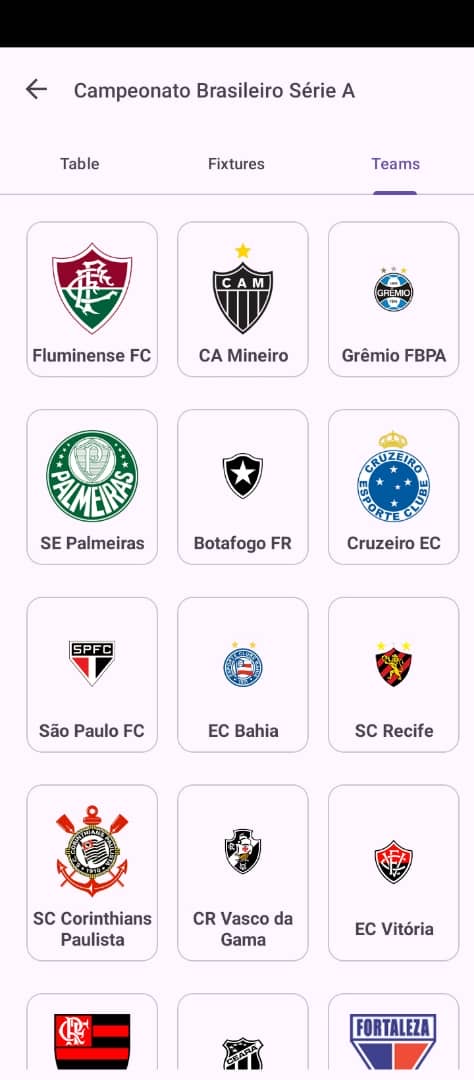 Campeonato Brasileiro Série A
Table
Fixtures
Teams
CAM
GRÊMIO
Fluminense FC
CA Mineiro
Grêmio FBPA
PALMEIRAS
CRUZEIRO
ESPORTE CLUBE
SE Palmeiras
Botafogo FR
Cruzeiro EC
SPFC
São Paulo FC
EC Bahia
SC Recife
SC Corinthians
Paulista
CR Vasco da
Gama
EC Vitória
CEARÁ
FORTALEZA